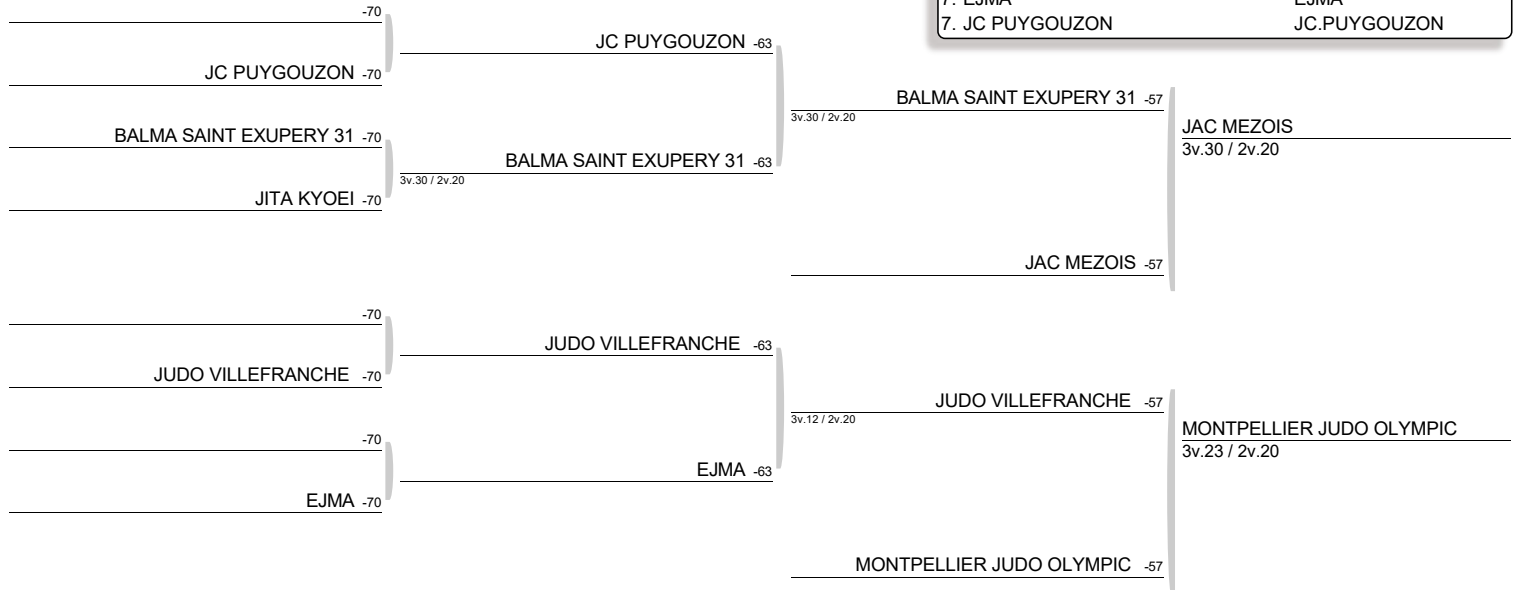 7. EJMA EJMA
7. JC PUYGOUZON JC.PUYGOUZON
-70
JC PUYGOUZON -63
JC PUYGOUZON -70
BALMA SAINT EXUPERY 31 -57
3v.30 / 2v.20
JAC MEZOIS
3v.30 / 2v.20
BALMA SAINT EXUPERY 31 -70
BALMA SAINT EXUPERY 31 -63
3v.30 / 2v.20
JITA KYOEI -70
JAC MEZOIS -57
-70
JUDO VILLEFRANCHE -63
JUDO VILLEFRANCHE -70
JUDO VILLEFRANCHE -57
3v.12 / 2v.20
MONTPELLIER JUDO OLYMPIC
3v.23 / 2v.20
-70
EJMA -63
EJMA -70
MONTPELLIER JUDO OLYMPIC -57